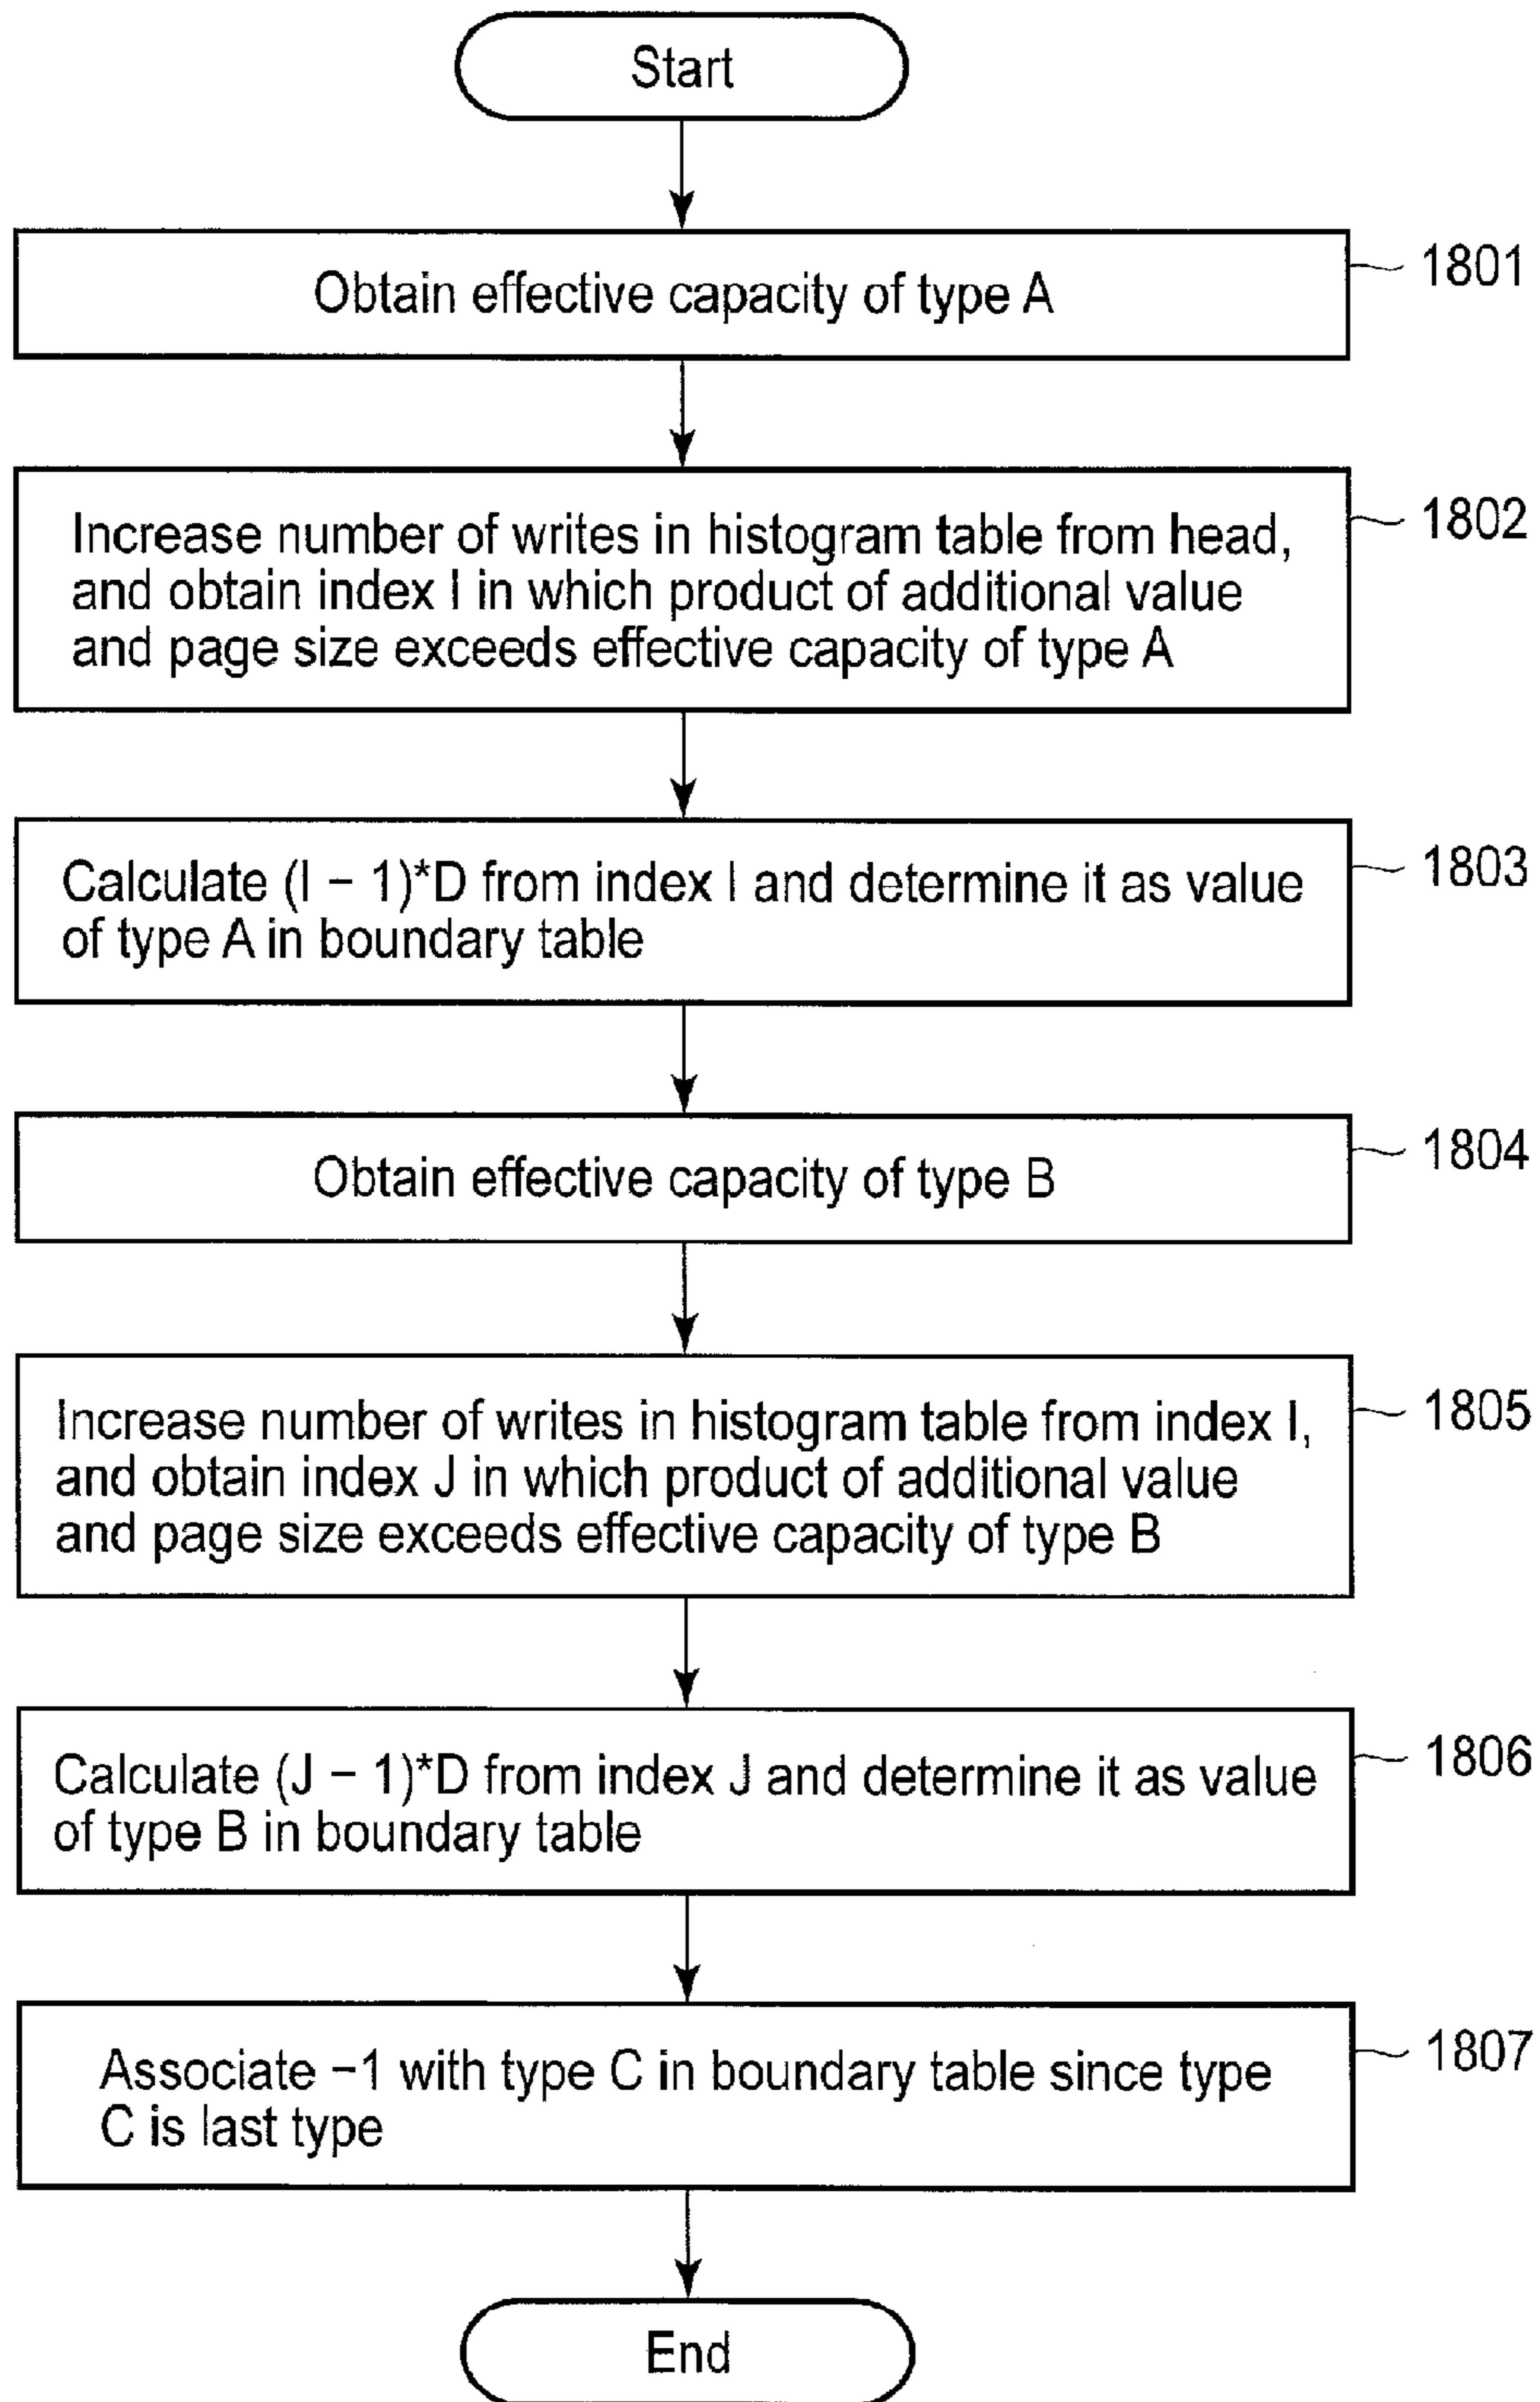 Start
Obtain effective capacity of type A
1801
Increase number of writes in histogram table from head,
and obtain index I in which product of additional value
and page size exceeds effective capacity of type A
1802
Calculate (I − 1)*D from index I and determine it as value
of type A in boundary table
1803
Obtain effective capacity of type B
1804
Increase number of writes in histogram table from index I,
and obtain index J in which product of additional value
and page size exceeds effective capacity of type B
1805
Calculate (J − 1)*D from index J and determine it as value
of type B in boundary table
1806
Associate −1 with type C in boundary table since type
C is last type
1807
End